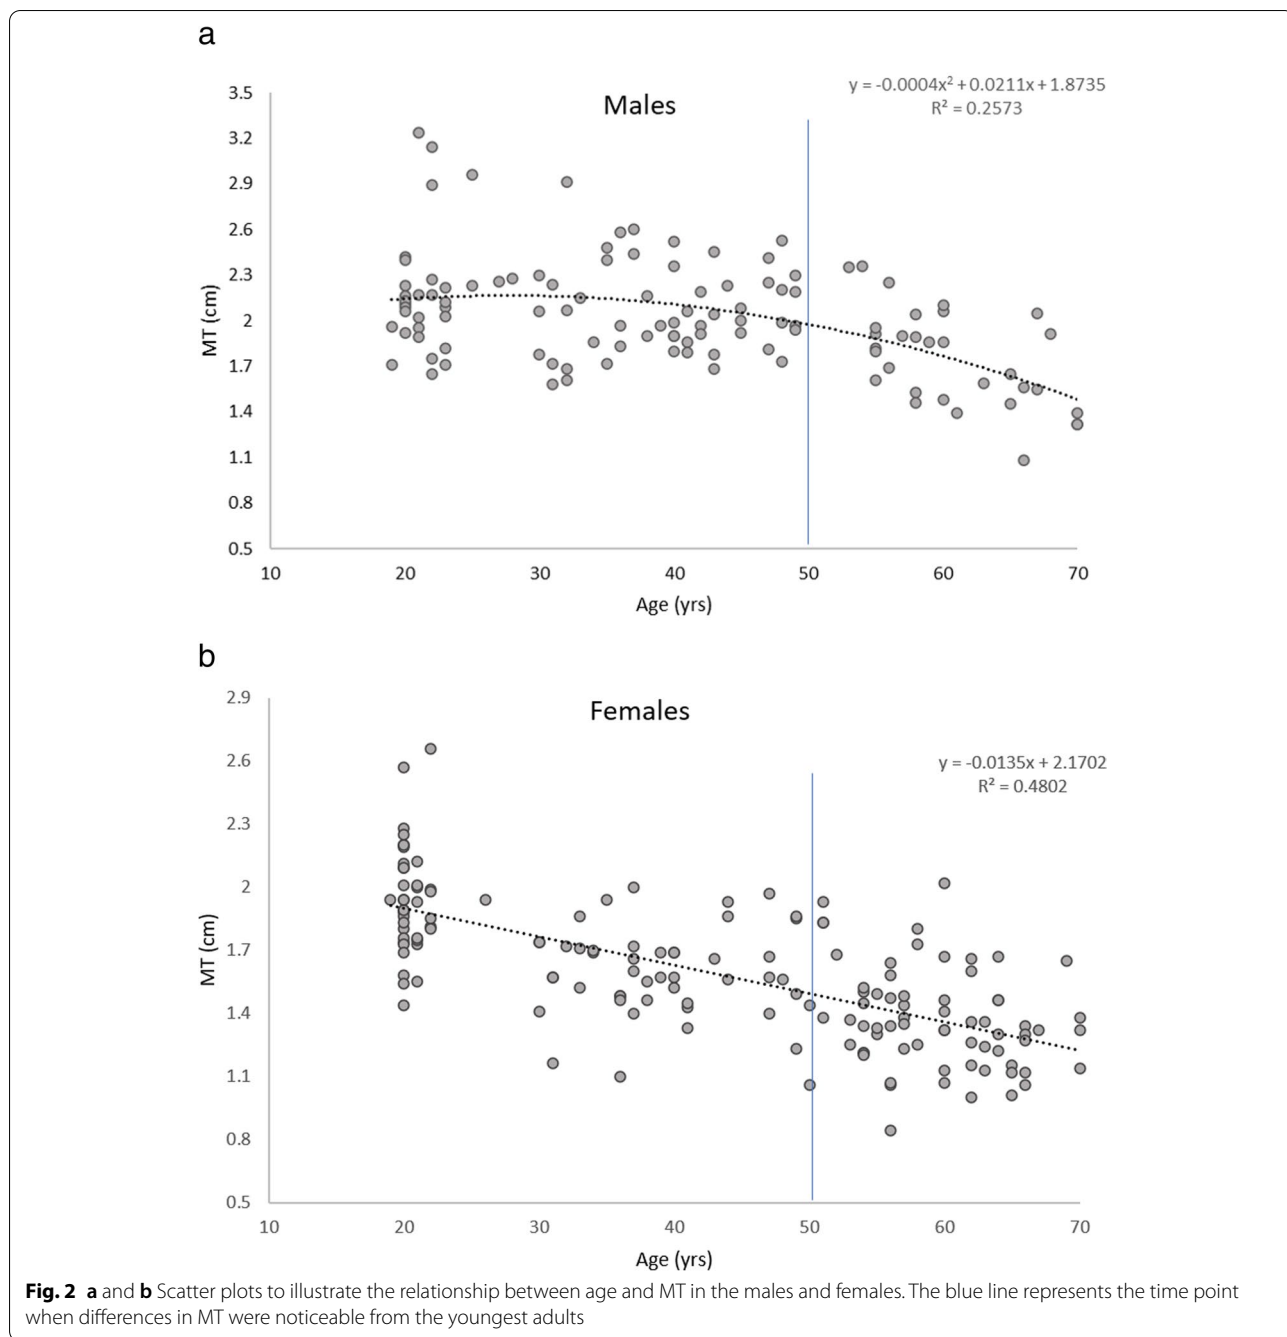 a
y = -0.0004x² + 0.0211x + 1.8735
R² = 0.2573
Males
3.5
3.2
2.9
2.6
2.3
2
1.7
1.4
1.1
0.8
0.5
MT (cm)
10 20 30 40 50 60 70
Age (yrs)
b
Females
y = -0.0135x + 2.1702
R² = 0.4802
2.9
2.6
2.3
2
1.7
1.4
1.1
0.8
0.5
MT (cm)
10 20 30 40 50 60 70
Age (yrs)
Fig. 2 a and b Scatter plots to illustrate the relationship between age and MT in the males and females. The blue line represents the time point
when differences in MT were noticeable from the youngest adults